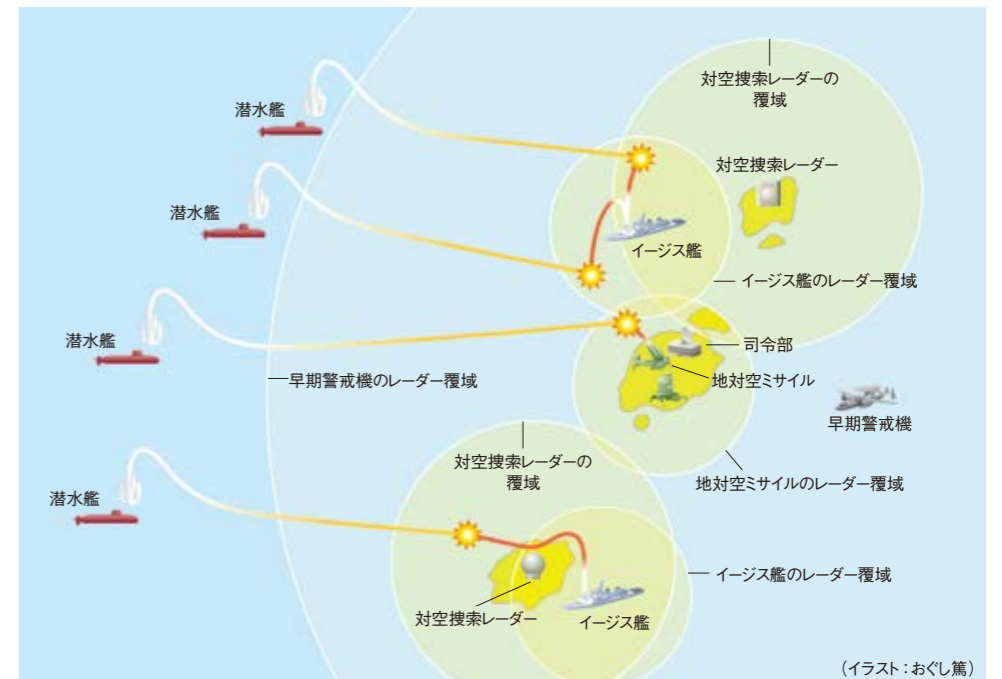 対空捜索レーダーの
覆域
潜水艦
対空捜索レーダー
潜水艦
イージス艦
イージス艦のレーダー覆域
潜水艦
司令部
早期警戒機のレーダー覆域
地対空ミサイル
早期警戒機
対空捜索レーダーの
覆域
地対空ミサイルのレーダー覆域
潜水艦
イージス艦のレーダー覆域
対空捜索レーダー
イージス艦
（イラスト：おぐし篤）